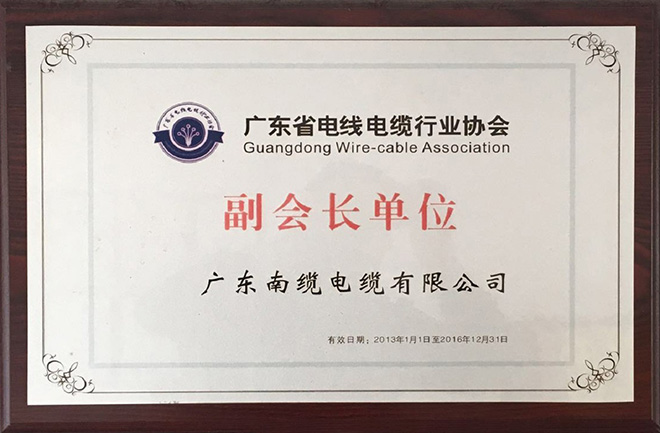 广东省电线电缆行业协会
Guangdong Wire-cable Association
副会长单位
广东南缆电缆有限公司
有效日期：2013年1月1日至2016年12月31日